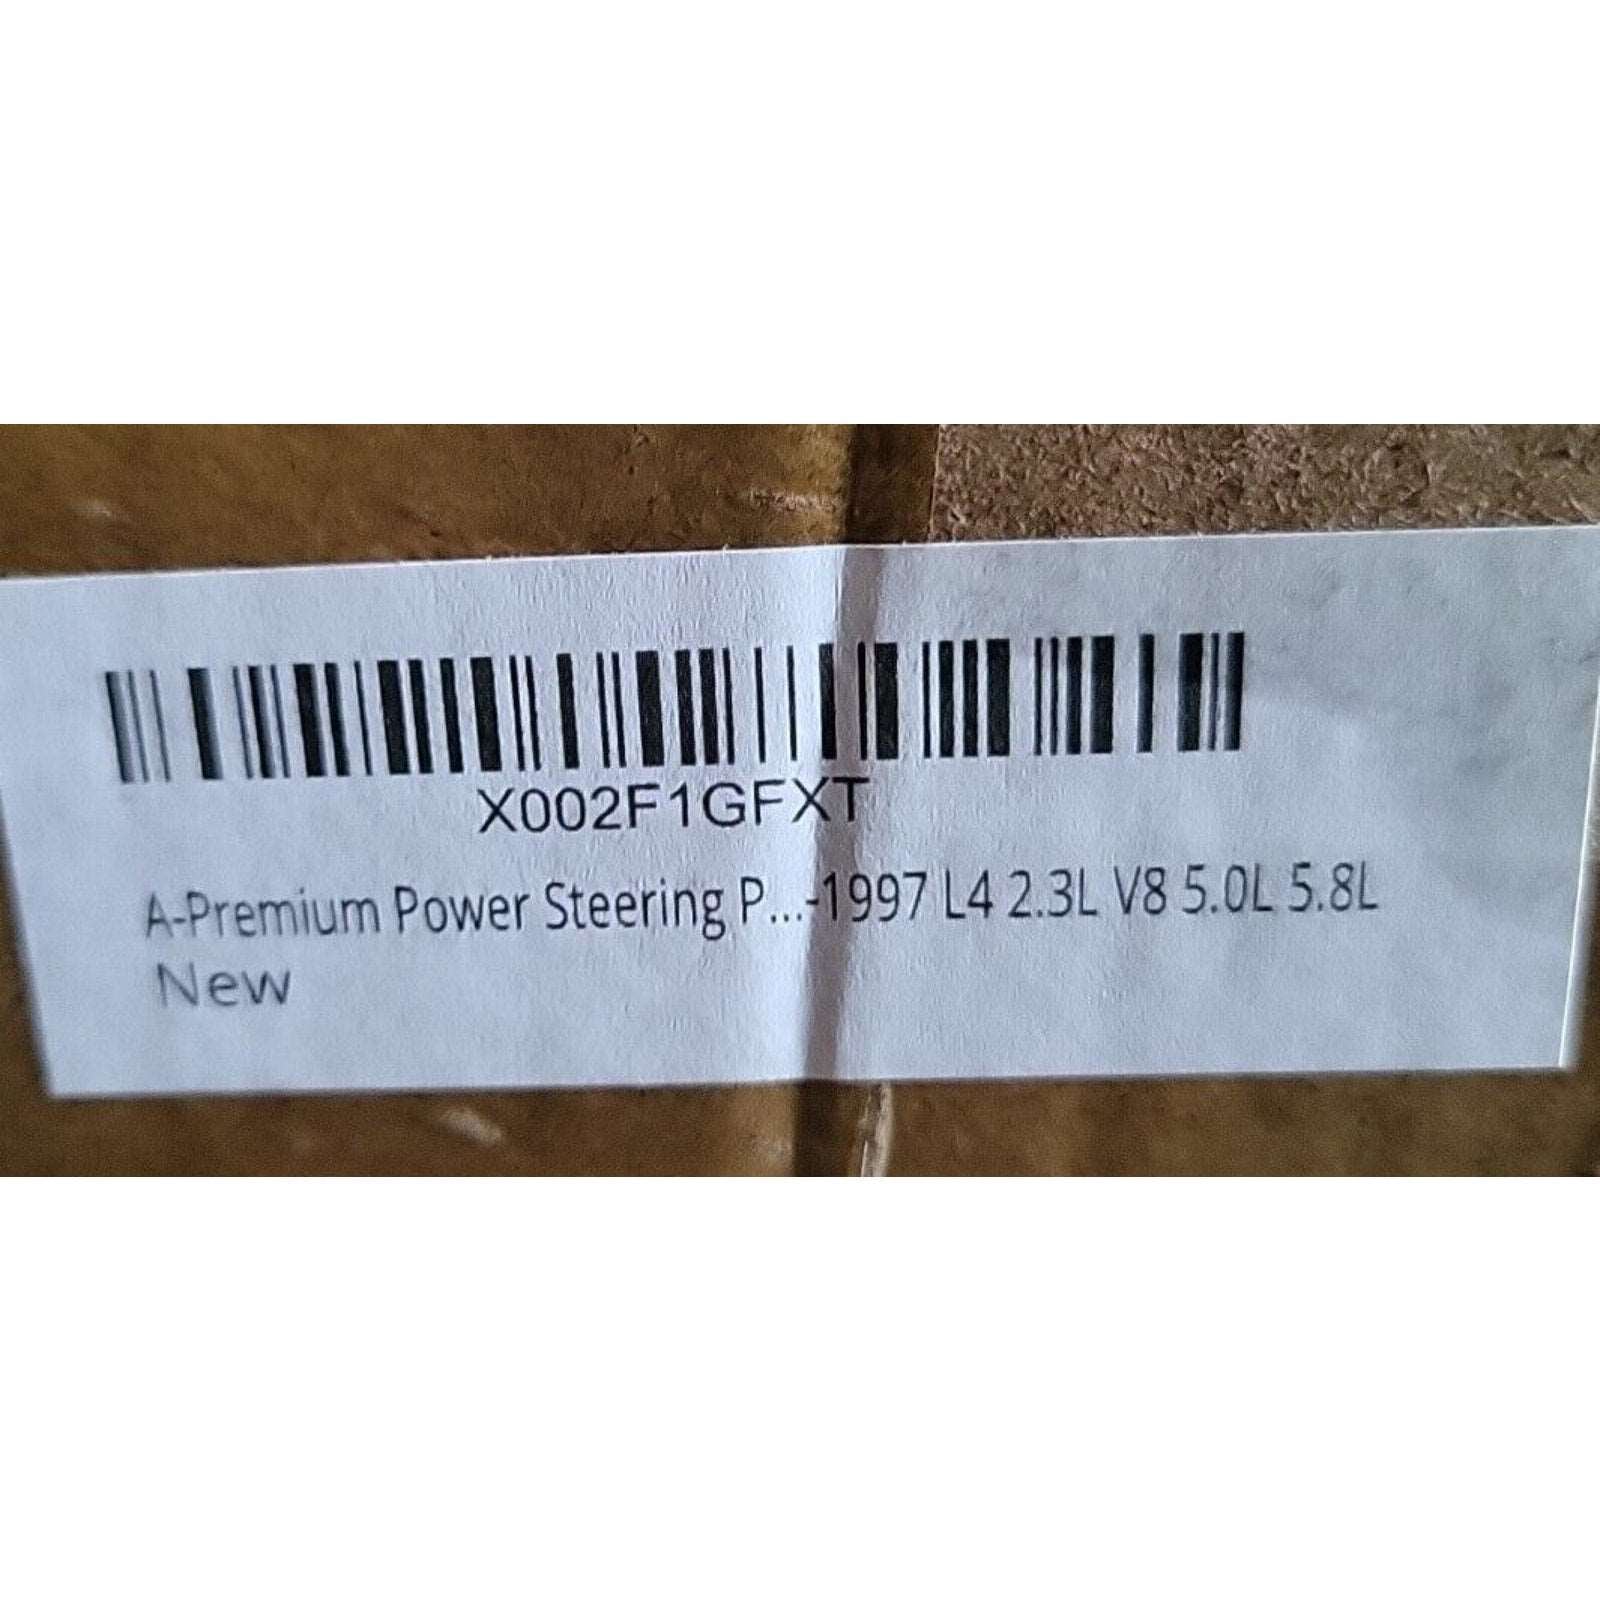 X002F1GFXT
A-Premium Power Steering P...-1997 L4 2.3L V8 5.0L 5.8L
New